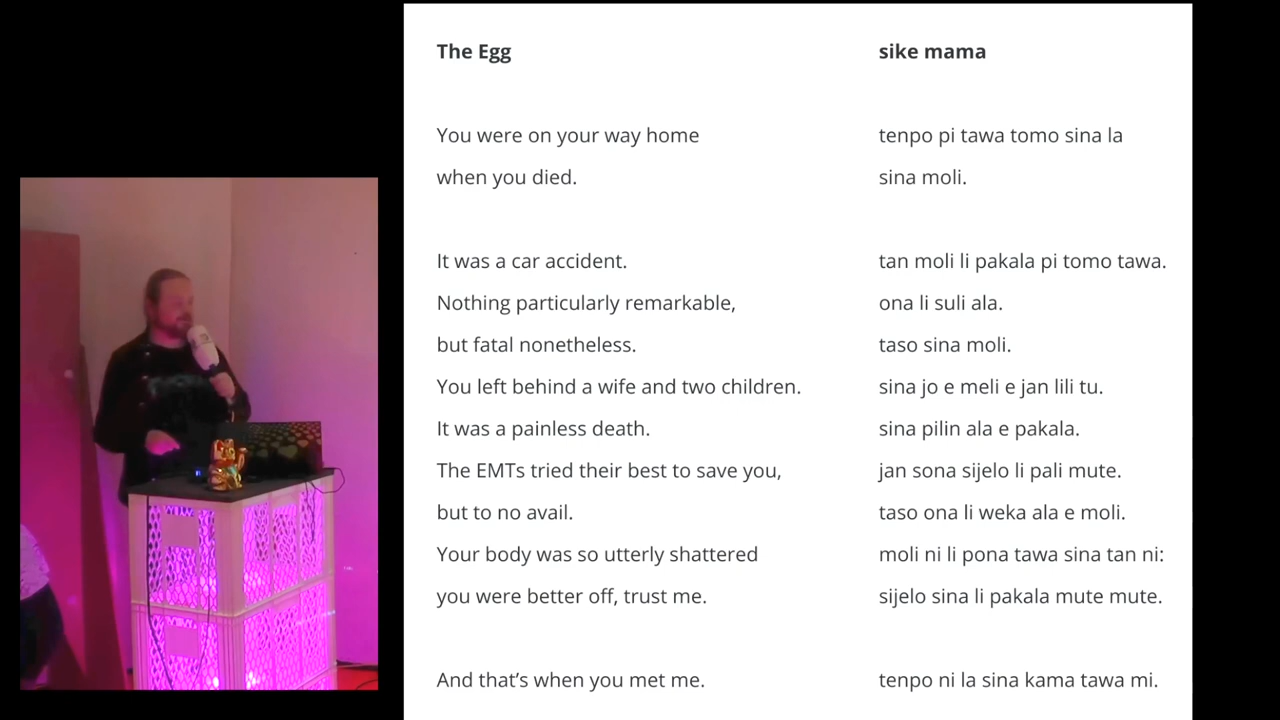 The Egg
sike mama
You were on your way home
tenpo pi tawa tomo sina la
when you died.
sina moli.
It was a car accident.
tan moli li pakala pi tomo tawa.
Nothing particularly remarkable,
ona li suli ala.
but fatal nonetheless.
taso sina moli.
You left behind a wife and two children.
sina jo e meli e jan lili tu.
It was a painless death.
sina pilin ala e pakala.
The EMTs tried their best to save you,
jan sona sijelo li pali mute.
but to no avail.
taso ona li weka ala e moli.
Your body was so utterly shattered
moli ni li pona tawa sina tan ni:
you were better off, trust me.
sijelo sina li pakala mute mute.
And that’s when you met me.
tenpo ni la sina kama tawa mi.